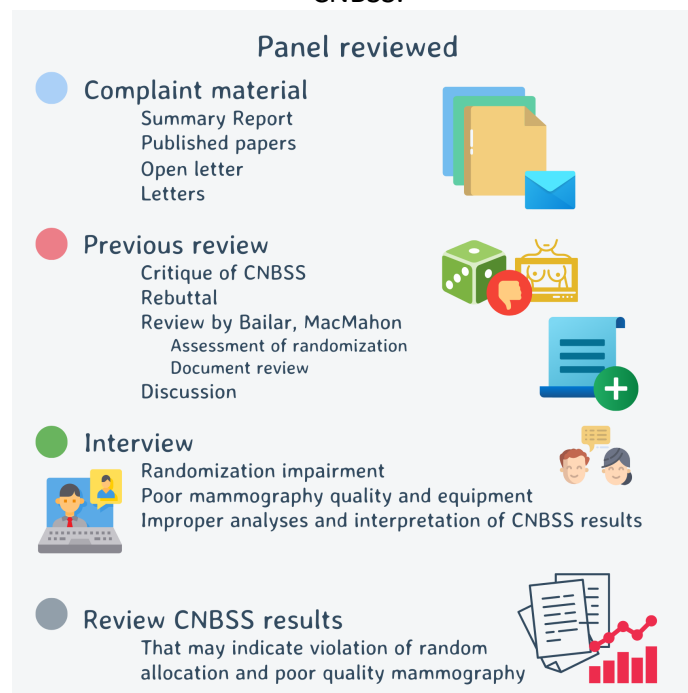 Panel reviewed
Complaint material
Summary Report
Published papers
Open letter
Letters
Previous review
Critique of CNBSS
Rebuttal
Review by Bailar, MacMahon
Assessment of randomization
Document review
Discussion
Interview
Randomization impairment
Poor mammography quality and equipment
Improper analyses and interpretation of CNBSS results
Review CNBSS results
That may indicate violation of random
allocation and poor quality mammography